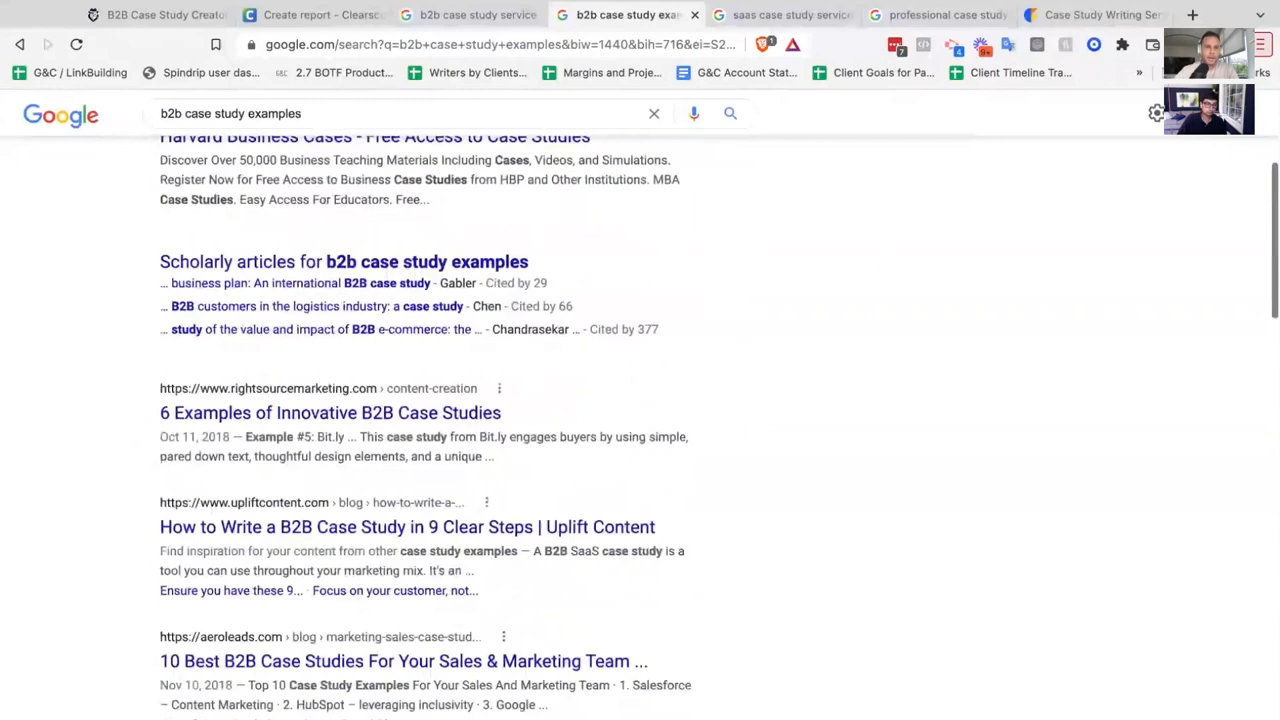 B2B Case Study Creato
Create report - Clearsc
b2b case study service
b2b case study exa
saas case study service
professional case study
Case Study Writing Ser
google.com/search?q=b2b+case+study+examples&biw=1440&bih=716&ei=S2...
1
7
4
9+
G&C / LinkBuilding
Spindrip user das...
2.7 BOTF Produc...
Writers by Clients...
Margins and Proje...
G&C Account Stat...
Client Goals for Pa...
Client Timeline Tra...
»
rks
Google
b2b case study examples
Harvard Business Cases - Free Access to Case Studies
Discover Over 50,000 Business Teaching Materials Including Cases, Videos, and Simulations.
Register Now for Free Access to Business Case Studies from HBP and Other Institutions. MBA
Case Studies. Easy Access For Educators. Free...
Scholarly articles for b2b case study examples
... business plan: An international B2B case study - Gabler - Cited by 29
... B2B customers in the logistics industry: a case study - Chen - Cited by 66
... study of the value and impact of B2B e-commerce: the ... - Chandrasekar ... - Cited by 377
https://www.rightsourcemarketing.com › content-creation
6 Examples of Innovative B2B Case Studies
Oct 11, 2018 — Example #5: Bit.ly ... This case study from Bit.ly engages buyers by using simple,
pared down text, thoughtful design elements, and a unique ...
https://www.upliftcontent.com › blog › how-to-write-a-...
How to Write a B2B Case Study in 9 Clear Steps | Uplift Content
Find inspiration for your content from other case study examples — A B2B SaaS case study is a
tool you can use throughout your marketing mix. It's an ...
Ensure you have these 9... · Focus on your customer, not...
https://aeroleads.com › blog › marketing-sales-case-stud...
10 Best B2B Case Studies For Your Sales & Marketing Team ...
Nov 10, 2018 — Top 10 Case Study Examples For Your Sales And Marketing Team · 1. Salesforce
– Content Marketing · 2. HubSpot – leveraging inclusivity · 3. Google ...